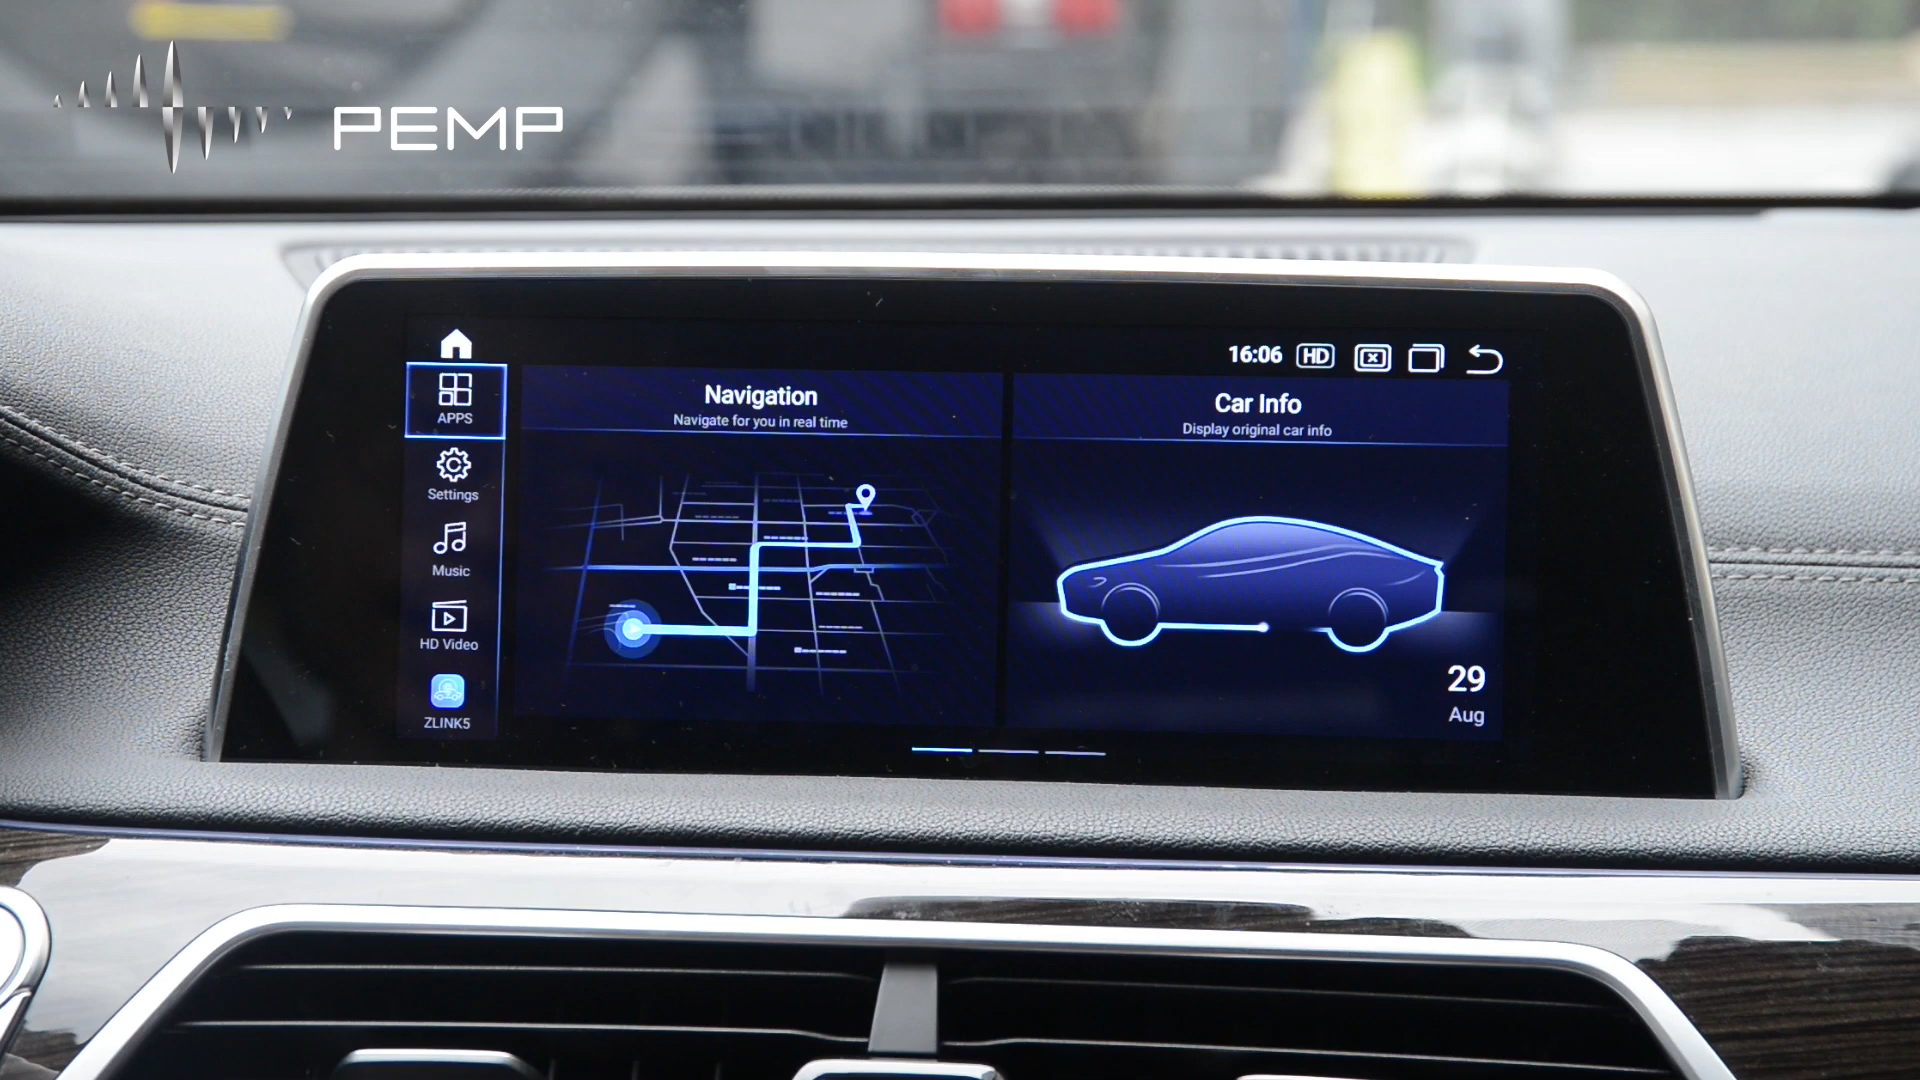 PEMP
16:06
HD
APPS
Settings
Music
HD Video
ZLINK5
Navigation
Navigate for you in real time
Car Info
Display original car info
29
Aug